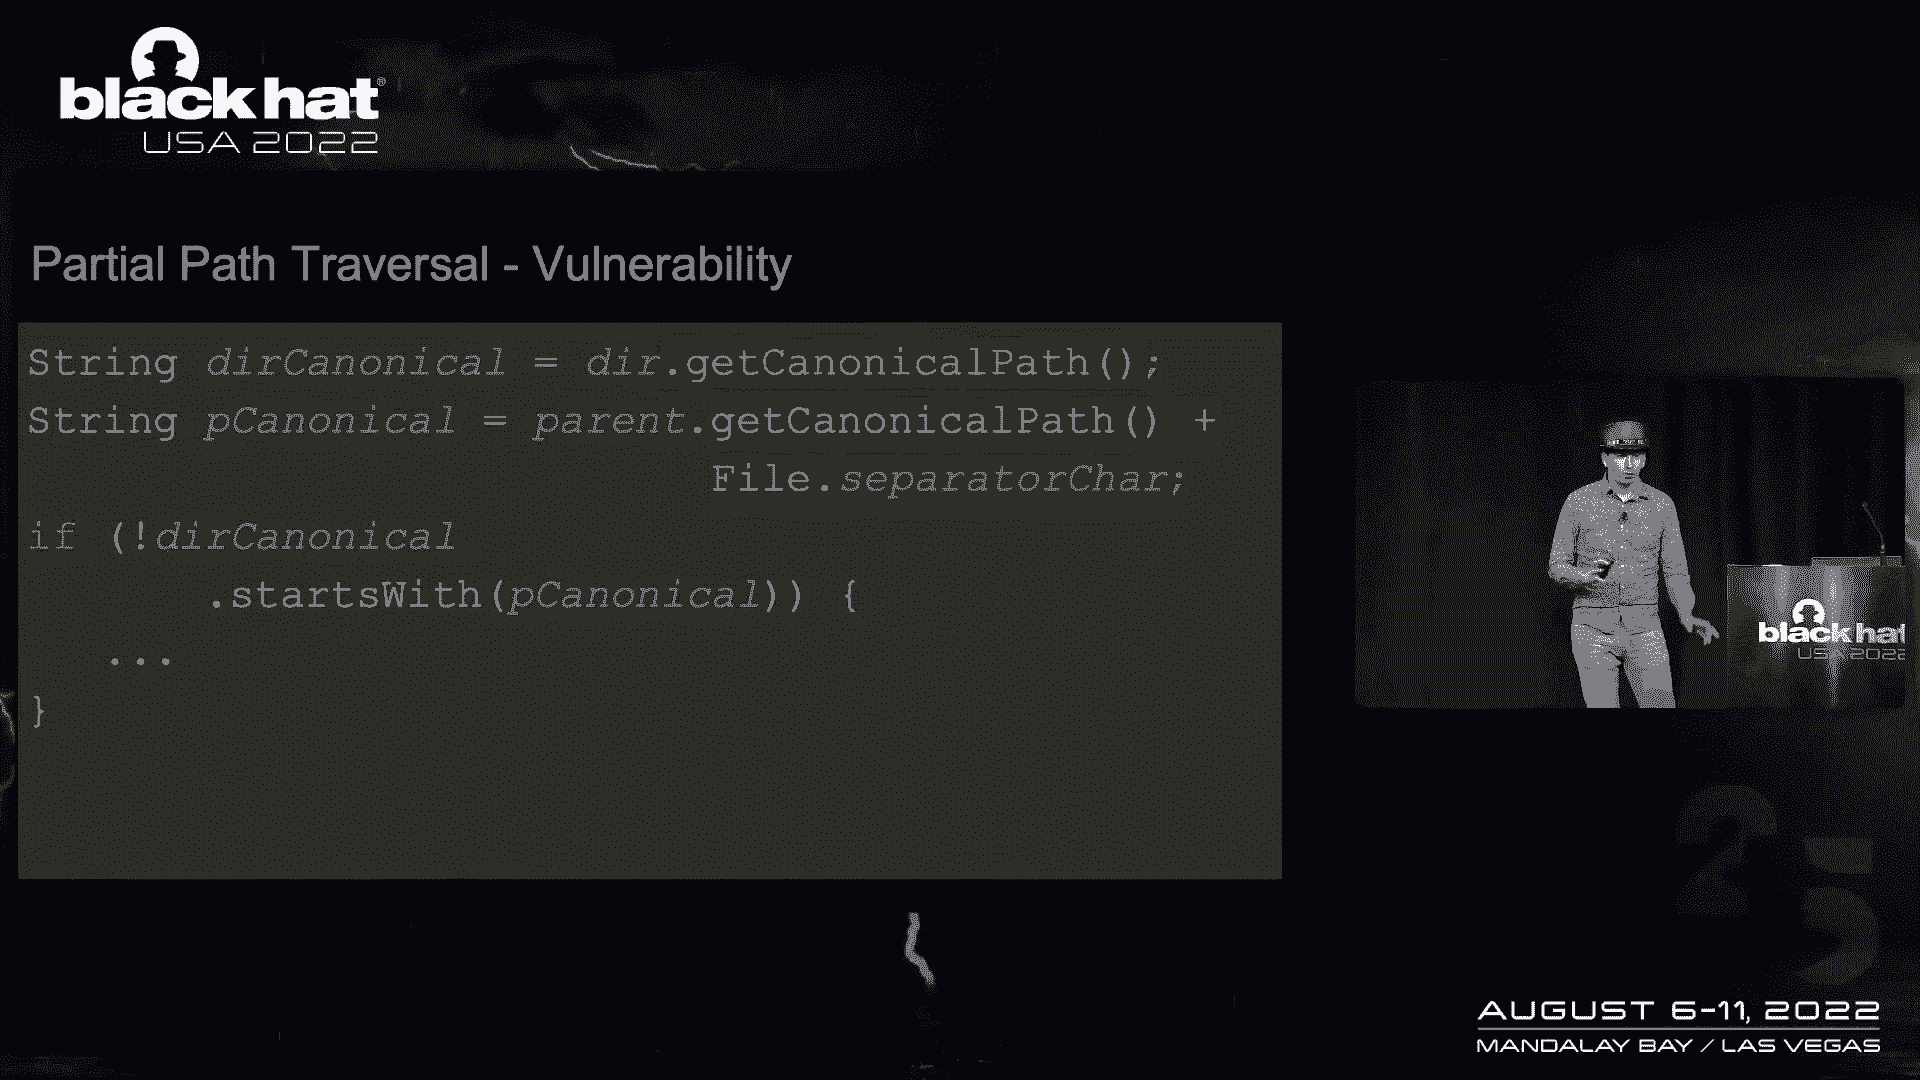 black hat®
USA 2022
Partial Path Traversal - Vulnerability
String dirCanonical = dir.getCanonicalPath();
String pCanonical = parent.getCanonicalPath() +
File.separatorChar;
if (!dirCanonical
.startsWith(pCanonical)) {
...
}
black hat
USA 2022
25
AUGUST 6-11, 2022
MANDALAY BAY / LAS VEGAS